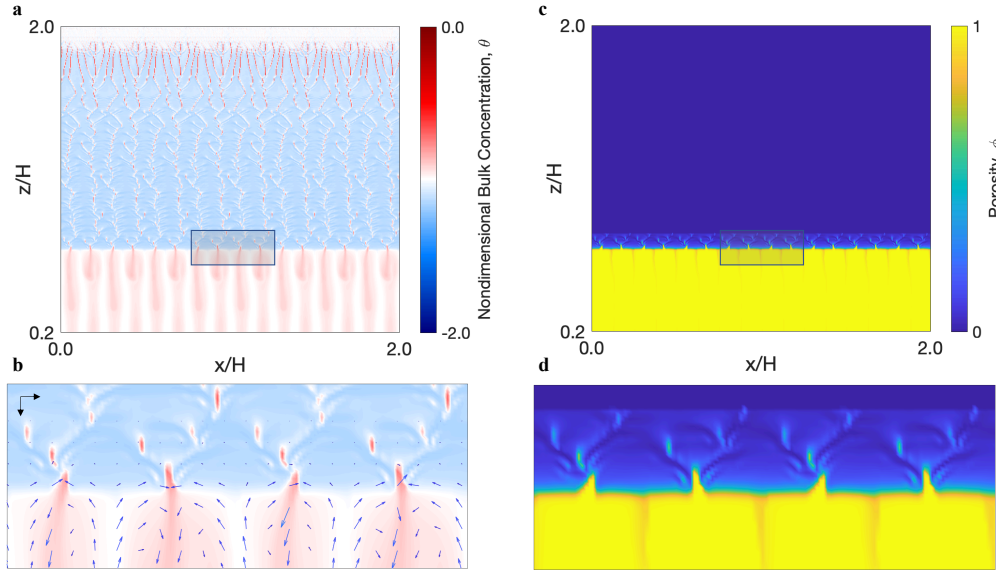 a
2.0
z/H
0.2
0.0
x/H
2.0
0.0
-2.0
Nondimensional Bulk Concentration, θ
b
c
2.0
z/H
0.2
0.0
x/H
2.0
1
0
Porosity, ϕ
d